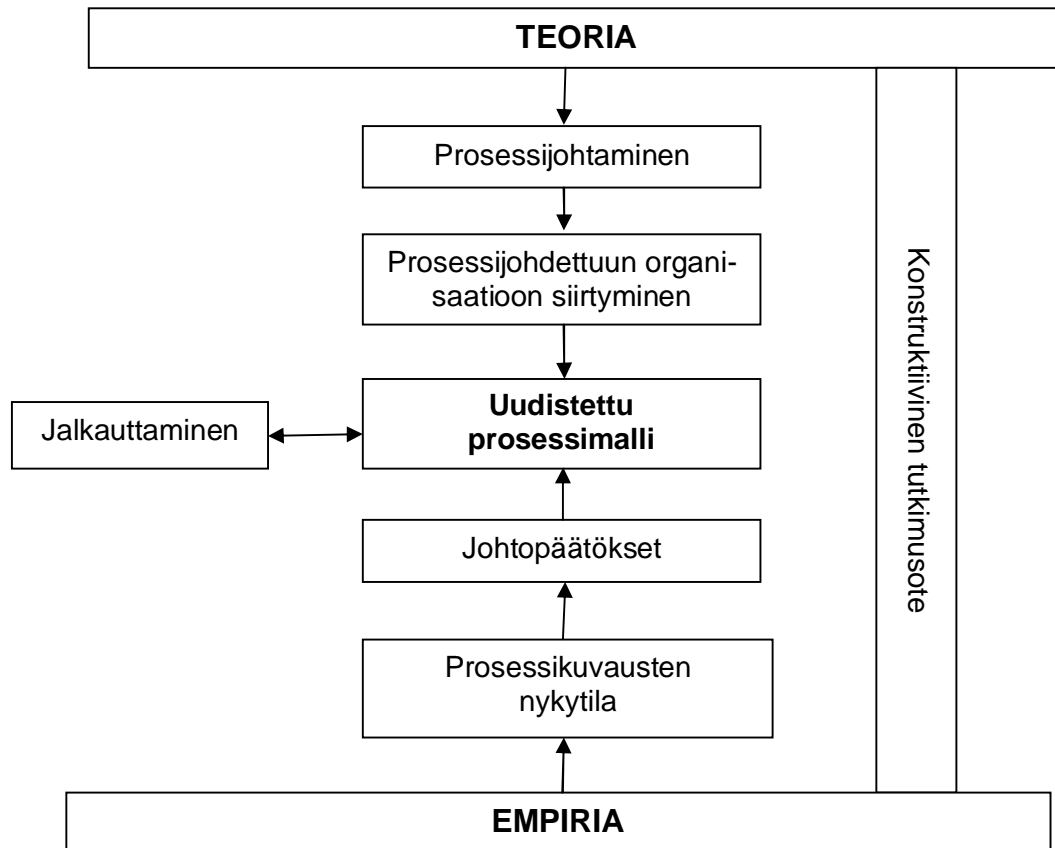 TEORIA
Prosessijohtaminen
Prosessijohdettuun organi-
saatioon siirtyminen
Uudistettu
prosessimalli
Jalkauttaminen
Konstruktiivinen tutkimusote
Johtopäätökset
Prosessikuvausten
nykytila
EMPIRIA